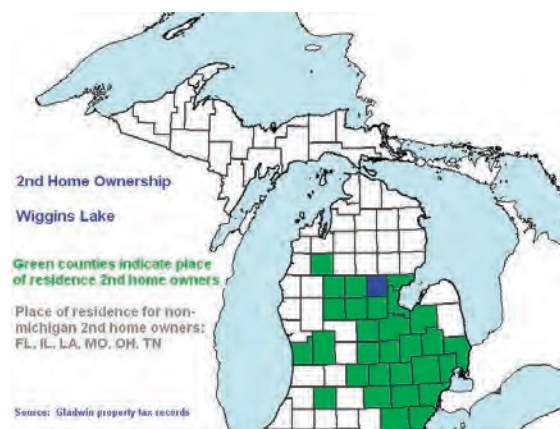 2nd Home Ownership
Wiggins Lake
Green counties indicate place
of residence 2nd home owners
Place of residence for non-
michigan 2nd home owners:
FL, IL, LA, MO, OH, TN
Source: Gladwin property tax records